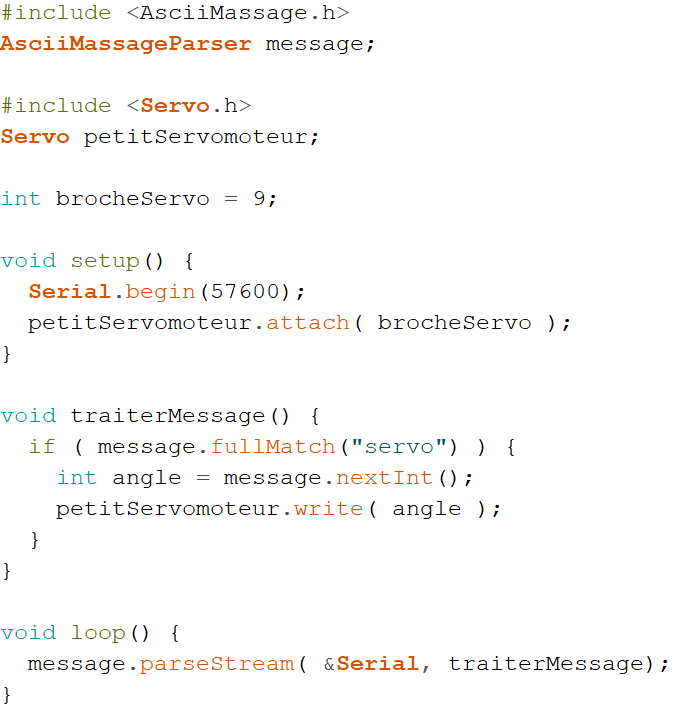 #include <AsciiMassage.h>
AsciiMassageParser message;

#include <Servo.h>
Servo petitServomoteur;

int brocheServo = 9;

void setup() {
  Serial.begin(57600);
  petitServomoteur.attach( brocheServo );
}

void traiterMessage() {
  if ( message.fullMatch("servo") ) {
    int angle = message.nextInt();
    petitServomoteur.write( angle );
  }
}

void loop() {
  message.parseStream( &Serial, traiterMessage);
}